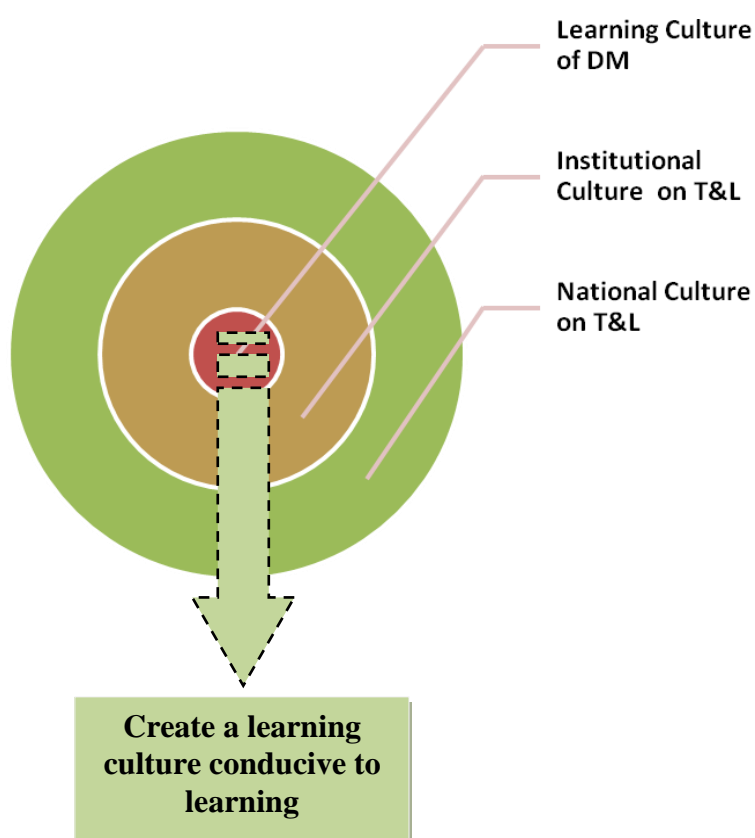 Learning Culture
of DM
Institutional
Culture on T&L
National Culture
on T&L
Create a learning
culture conducive to
learning